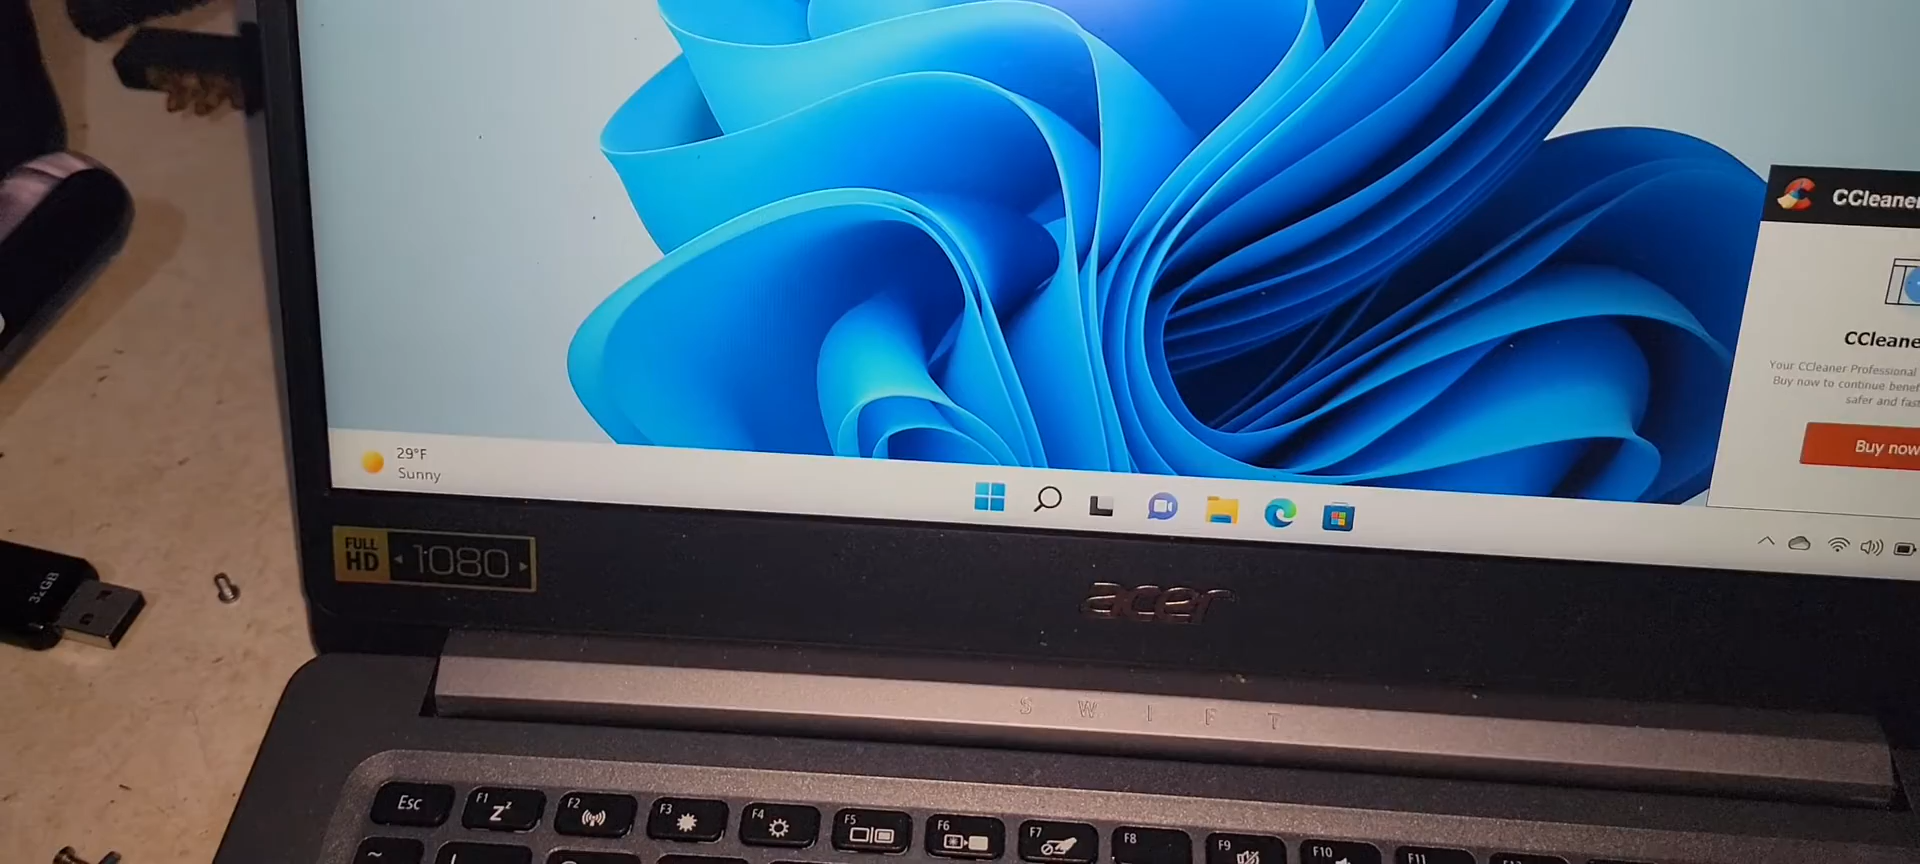 CCleaner
CCleane
Your CCleaner Professional
Buy now to continue benef
safer and fast
Buy now
29°F
Sunny
FULL
HD
1080
acer
32GB
SWIFT
Esc
F1
Zz
F2
F3
F4
F5
F6
F7
F8
F9
F10
F11
~